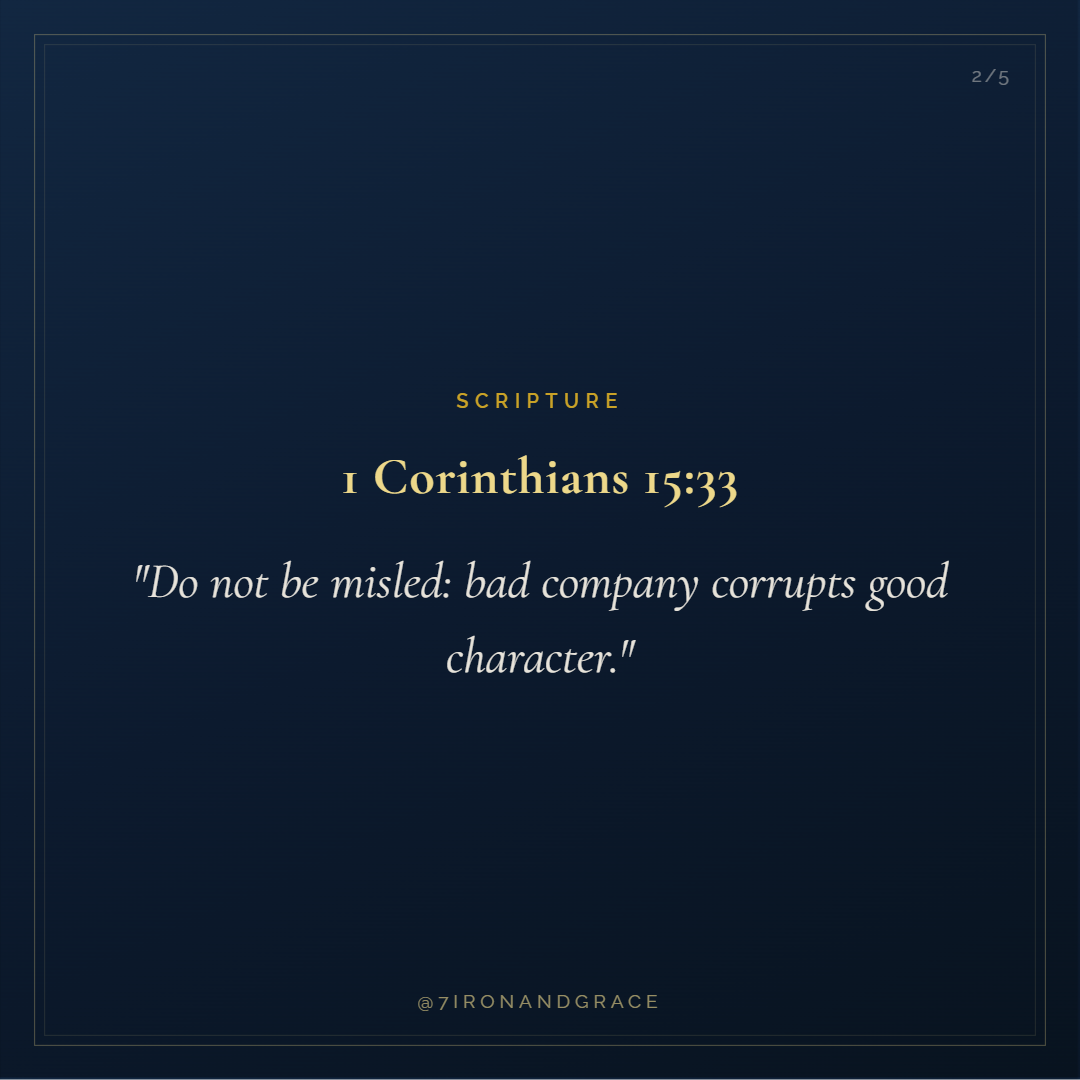 2/5
SCRIPTURE
1 Corinthians 15:33
"Do not be misled: bad company corrupts good
character."
@7IRONANDGRACE